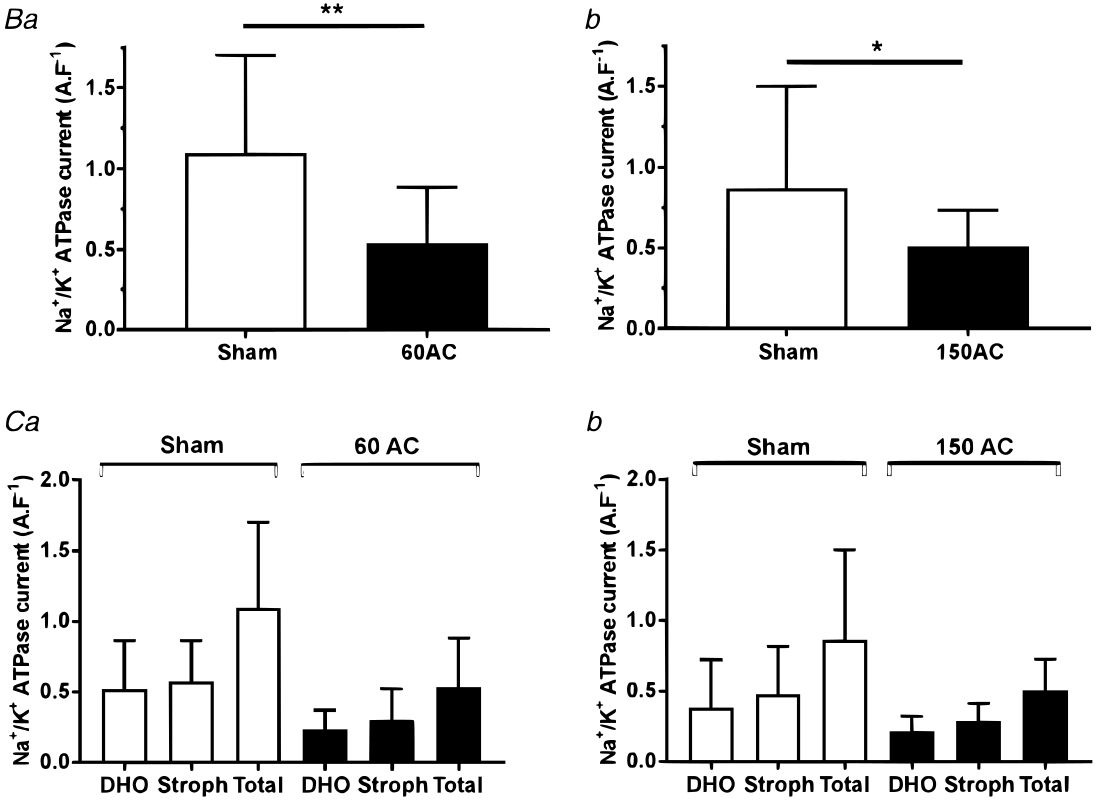 Ba
**
Na⁺/K⁺ ATPase current (A.F⁻¹)
1.5
1.0
0.5
0.0
Sham 60AC
b
*
Na⁺/K⁺ ATPase current (A.F⁻¹)
1.5
1.0
0.5
0.0
Sham 150AC
Ca
Sham 60 AC
Na⁺/K⁺ ATPase current (A.F⁻¹)
2.0
1.5
1.0
0.5
0.0
DHO Stroph Total DHO Stroph Total
b
Sham 150 AC
Na⁺/K⁺ ATPase current (A.F⁻¹)
2.0
1.5
1.0
0.5
0.0
DHO Stroph Total DHO Stroph Total